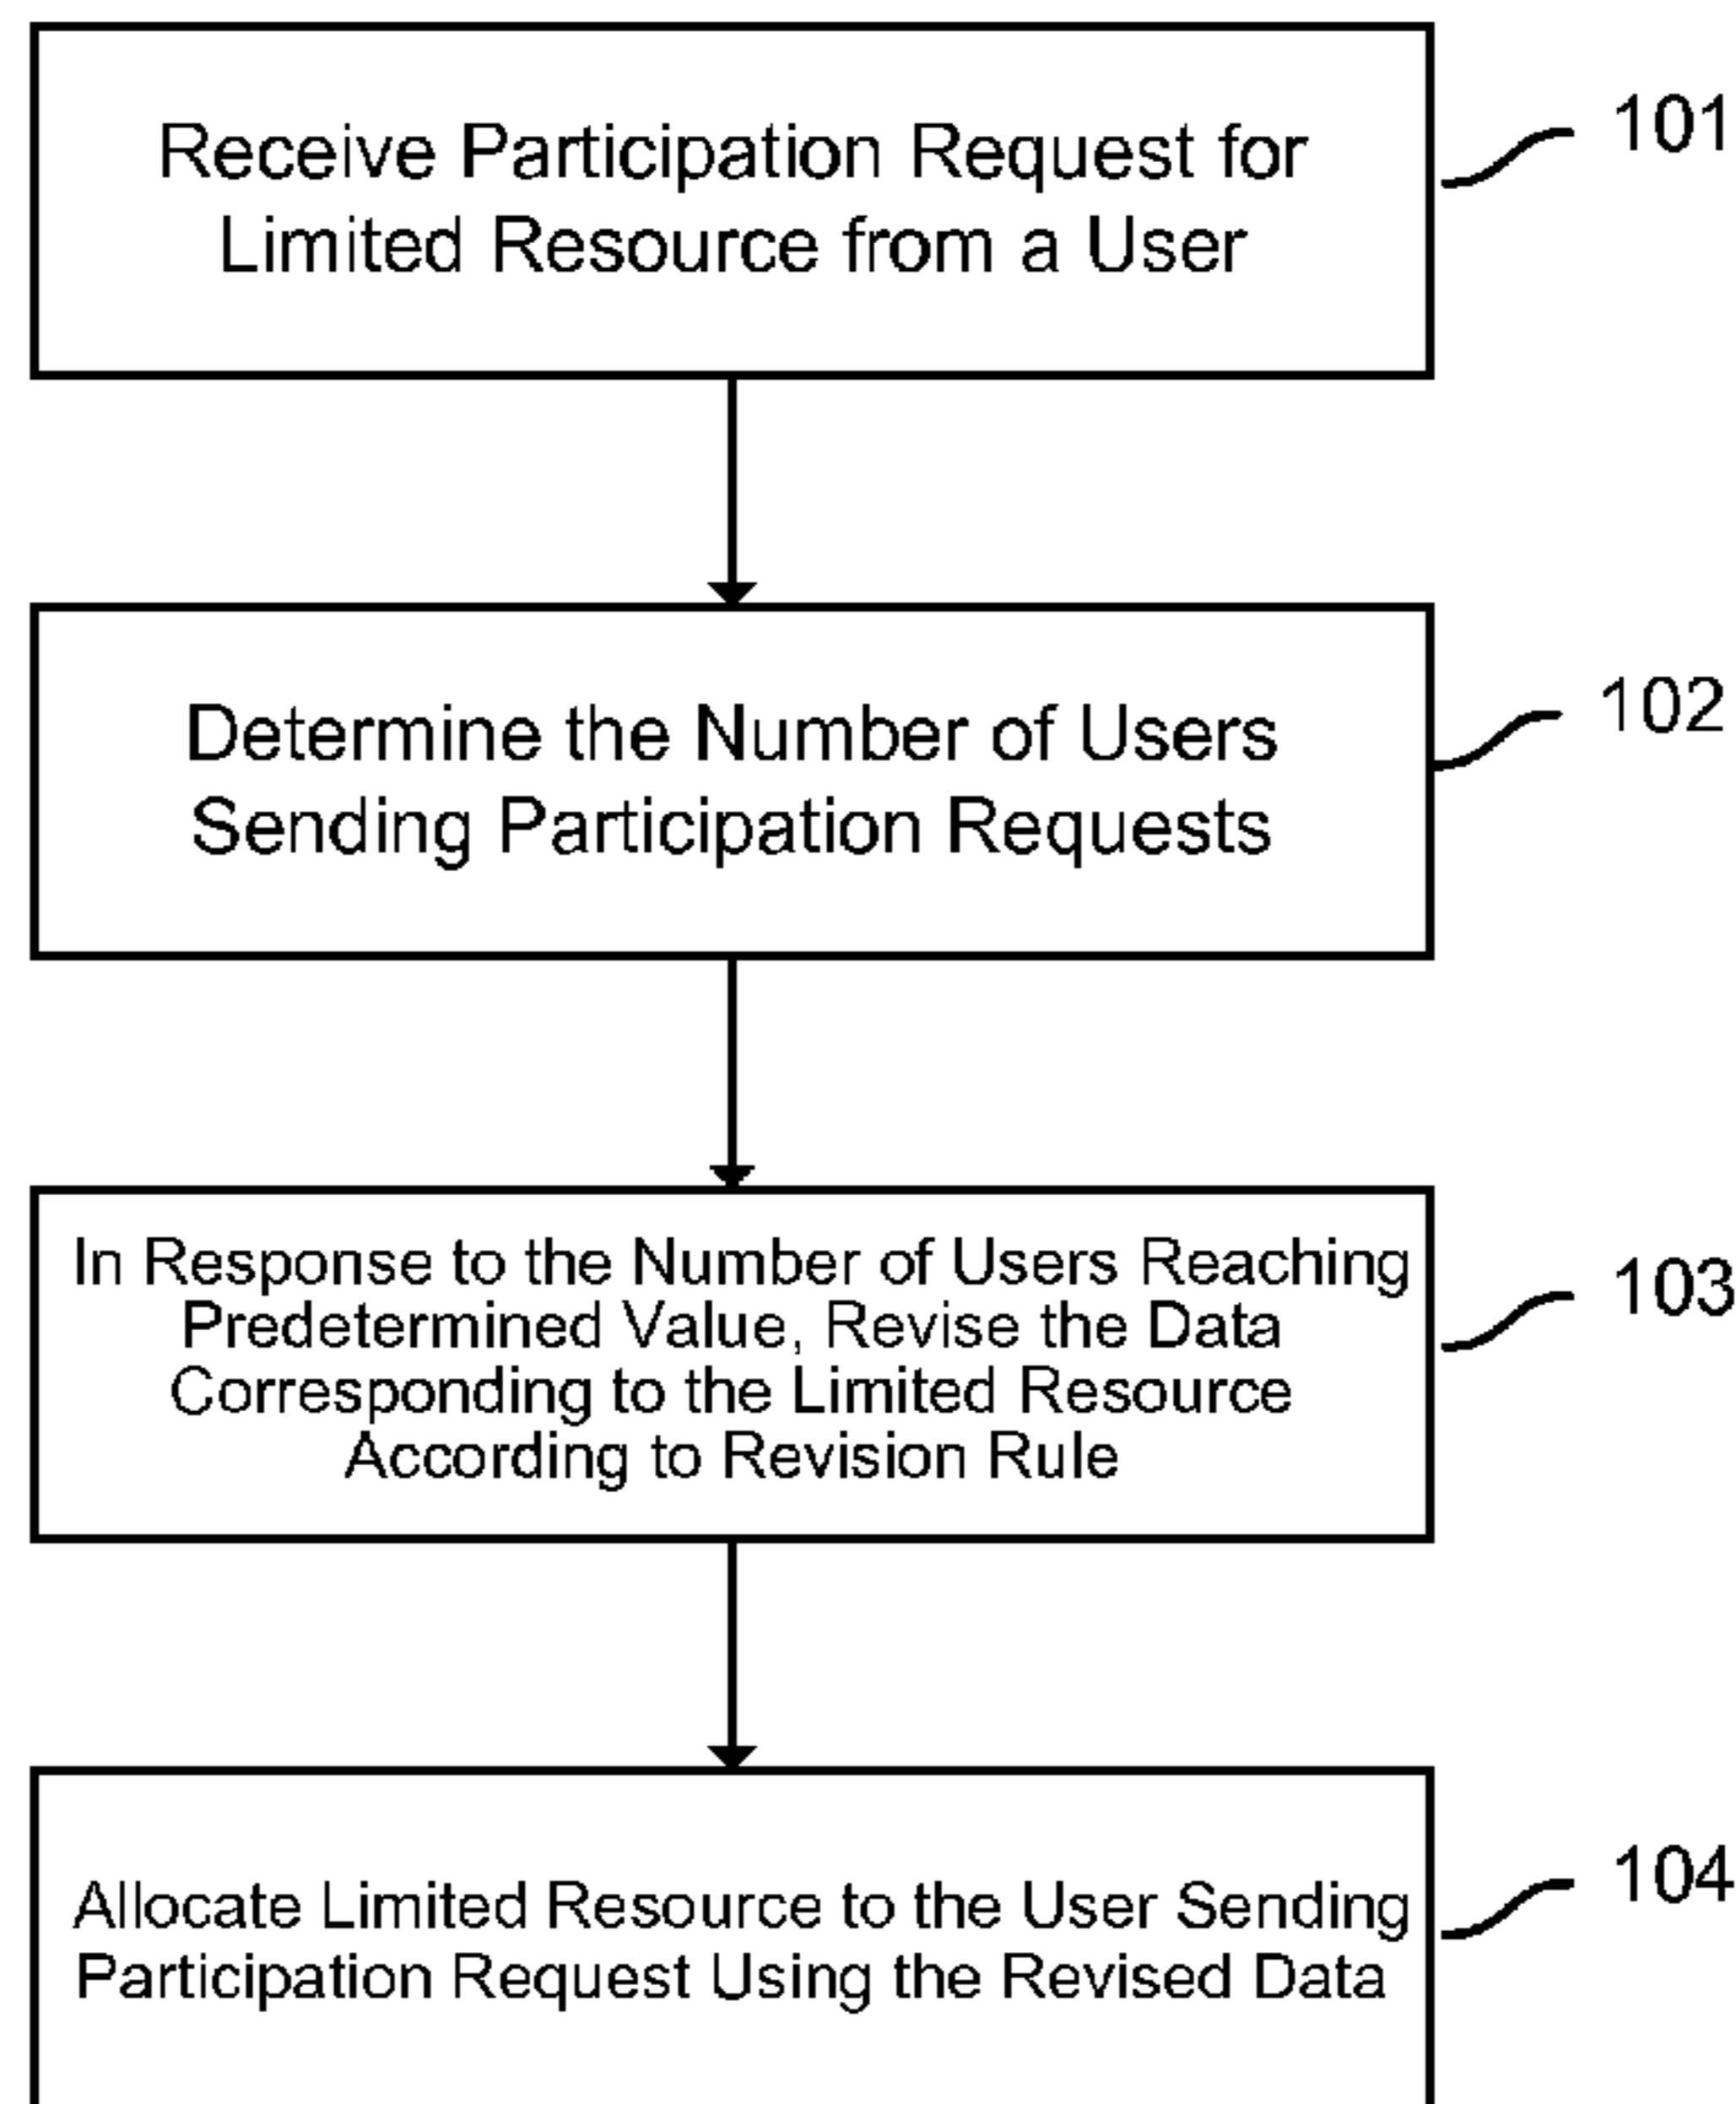 Receive Participation Request for
Limited Resource from a User
101
Determine the Number of Users
Sending Participation Requests
102
In Response to the Number of Users Reaching
Predetermined Value, Revise the Data
Corresponding to the Limited Resource
According to Revision Rule
103
Allocate Limited Resource to the User Sending
Participation Request Using the Revised Data
104